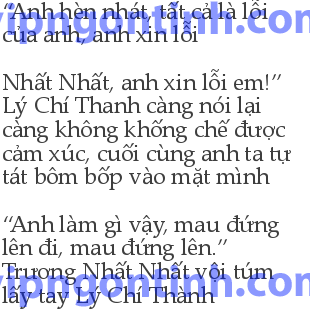 “Anh hèn nhát, tất cả là lỗi
của anh, anh xin lỗi
Nhất Nhất, anh xin lỗi em!”
Lý Chí Thanh càng nói lại
càng không khống chế được
cảm xúc, cuối cùng anh ta tự
tát bôm bốp vào mặt mình
“Anh làm gì vậy, mau đứng
lên đi, mau đứng lên.”
Trương Nhất Nhất vội túm
lấy tay Lý Chí Thành